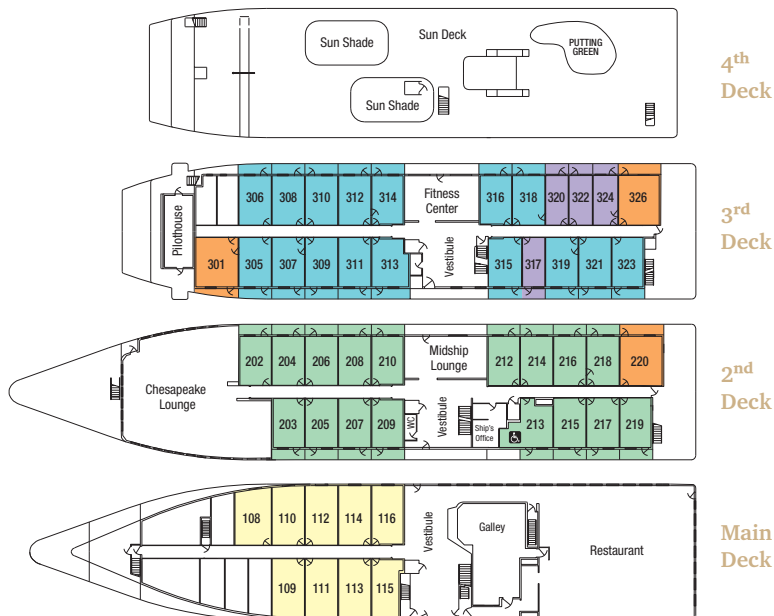 Sun Shade
Sun Deck
PUTTING
GREEN
Sun Shade
4th
Deck
306 308 310 312 314
Fitness
Center
316 318 320 322 324 326
Pilothouse
Vestibule
301 305 307 309 311 313
315 317 319 321 323
3rd
Deck
202 204 206 208 210
Midship
Lounge
212 214 216 218 220
Chesapeake
Lounge
203 205 207 209
WC
Vestibule
Ship's
Office
213 215 217 219
2nd
Deck
108 110 112 114 116
Vestibule
Galley
Restaurant
109 111 113 115
Main
Deck